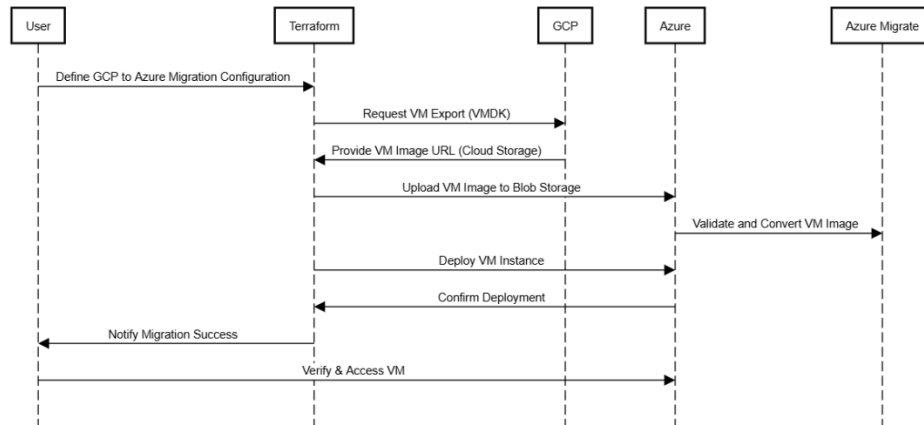 User
Terraform
GCP
Azure
Azure Migrate
Define GCP to Azure Migration Configuration
Request VM Export (VMDK)
Provide VM Image URL (Cloud Storage)
Upload VM Image to Blob Storage
Validate and Convert VM Image
Deploy VM Instance
Confirm Deployment
Notify Migration Success
Verify & Access VM